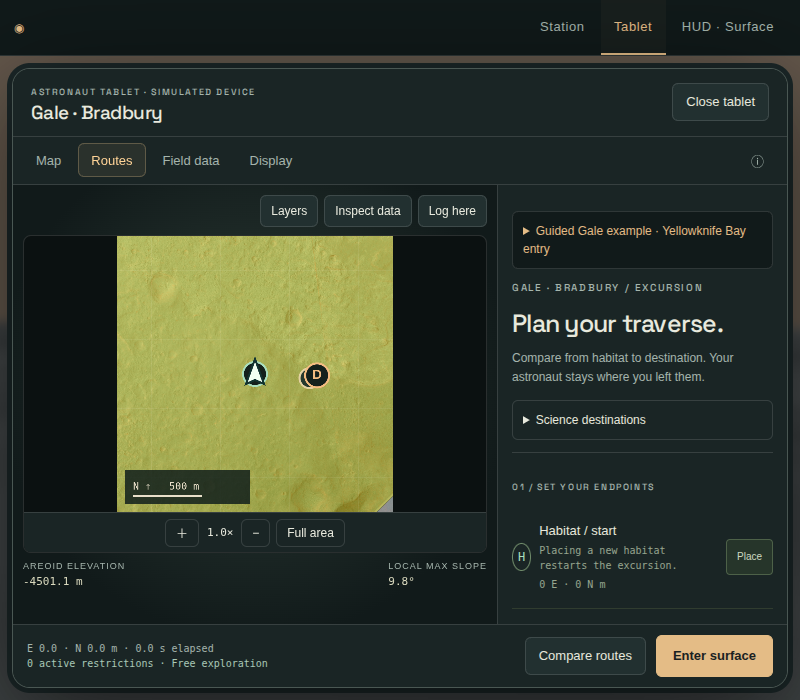 Station Tablet HUD · Surface
ASTRONAUT TABLET · SIMULATED DEVICE
Gale · Bradbury
Close tablet
Map Routes Field data Display
Layers Inspect data Log here
D
N ↑ 500 m
+ 1.0× − Full area
AREOID ELEVATION
-4501.1 m
LOCAL MAX SLOPE
9.8°
▶ Guided Gale example · Yellowknife Bay
entry
GALE · BRADBURY / EXCURSION
Plan your traverse.
Compare from habitat to destination. Your
astronaut stays where you left them.
▶ Science destinations
01 / SET YOUR ENDPOINTS
H
Habitat / start
Placing a new habitat
restarts the excursion.
0 E · 0 N m
Place
E 0.0 · N 0.0 m · 0.0 s elapsed
0 active restrictions · Free exploration
Compare routes Enter surface